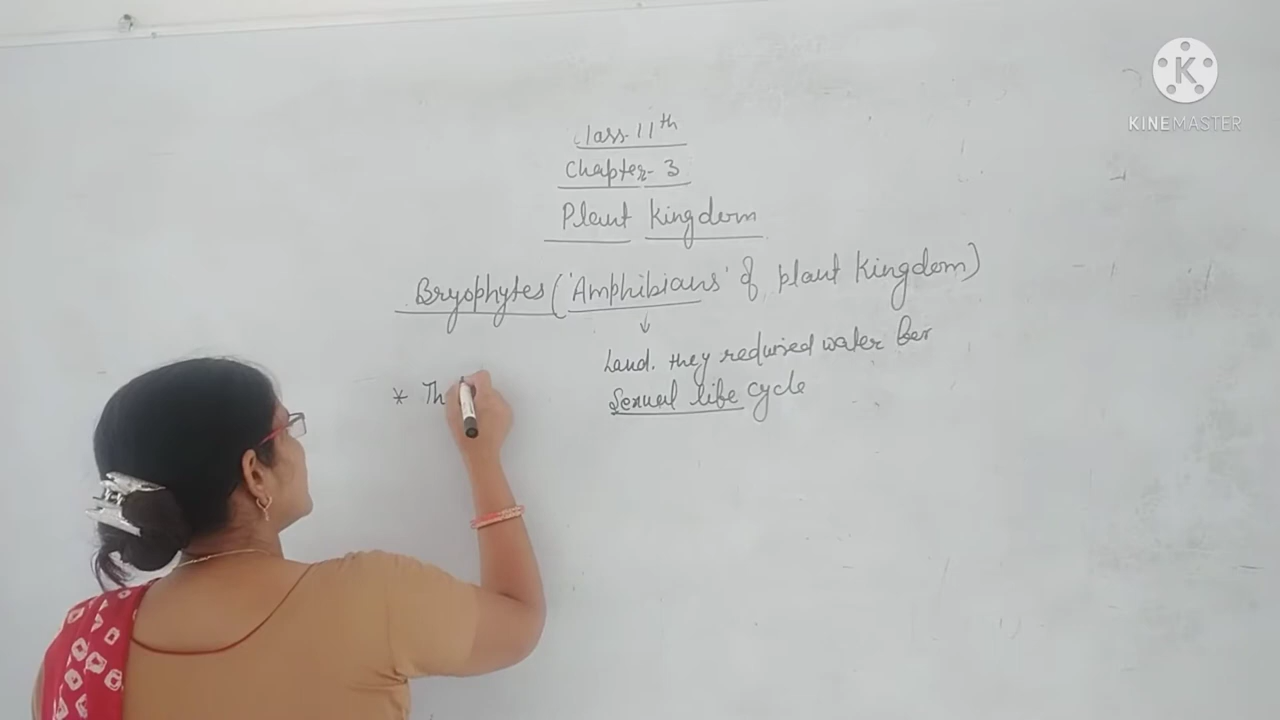 Class-11th
Chapter-3
Plant Kingdom
Bryophytes ('Amphibians' of plant Kingdom)
↓
Land. they reduised water for
Sexual life cycle
* Th
K
KINEMASTER